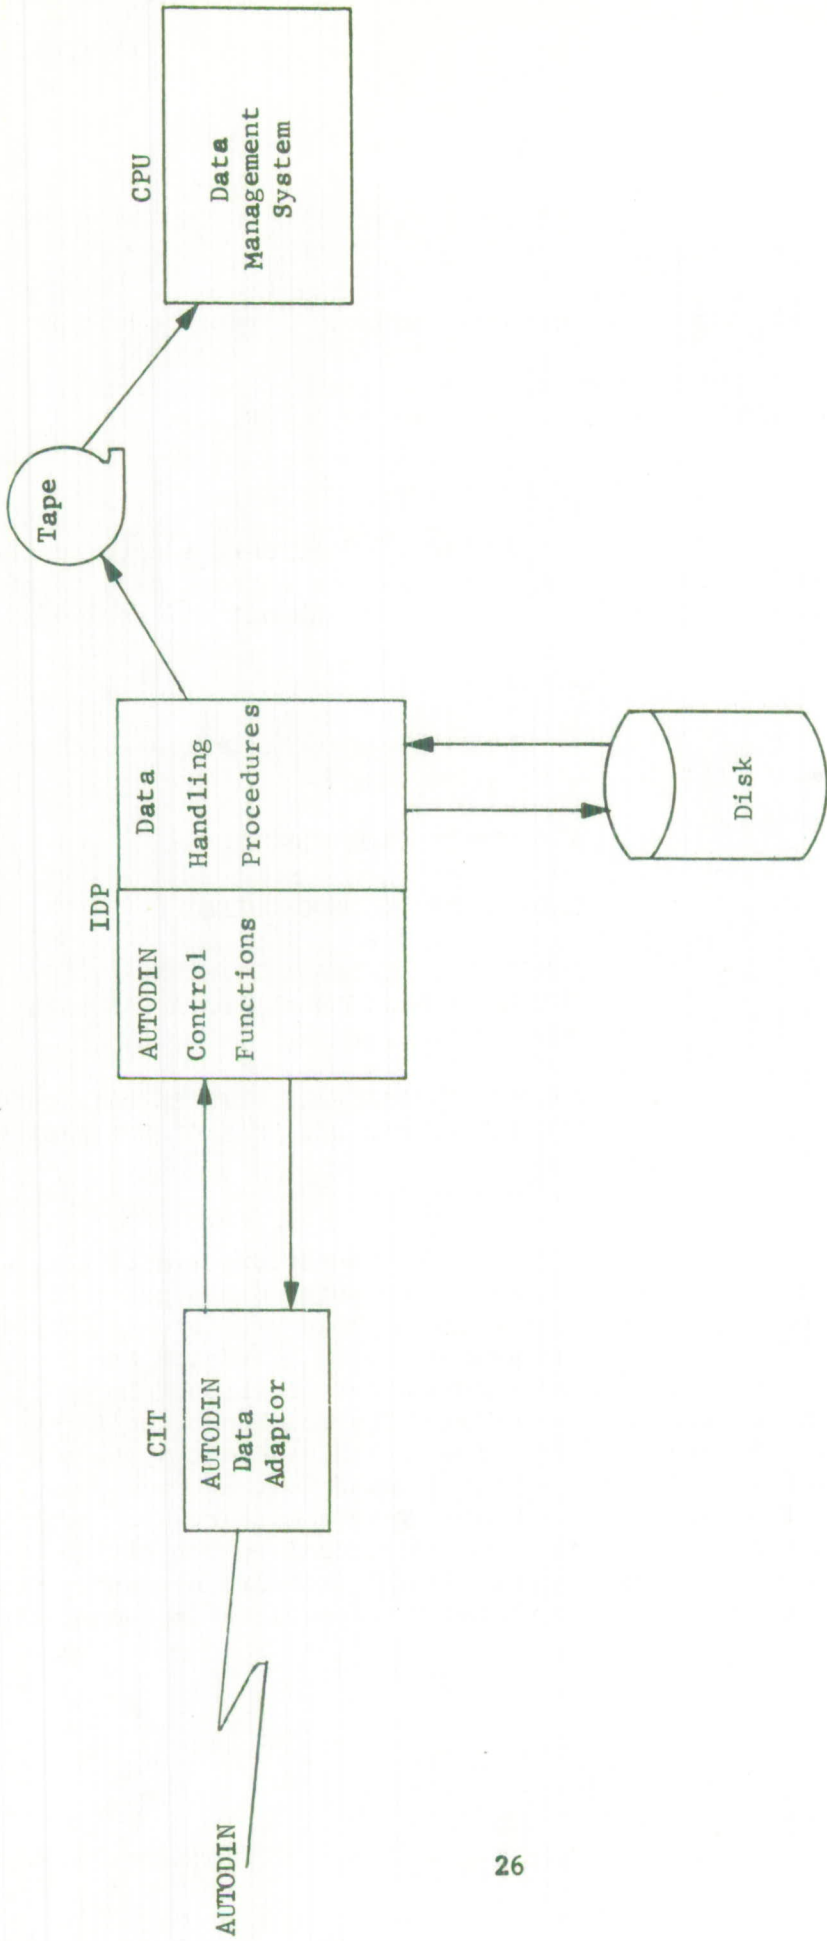 AUTODIN
CIT
AUTODIN
Data
Adaptor
IDP
AUTODIN
Control
Functions
Data
Handling
Procedures
Disk
Tape
CPU
Data
Management
System
26